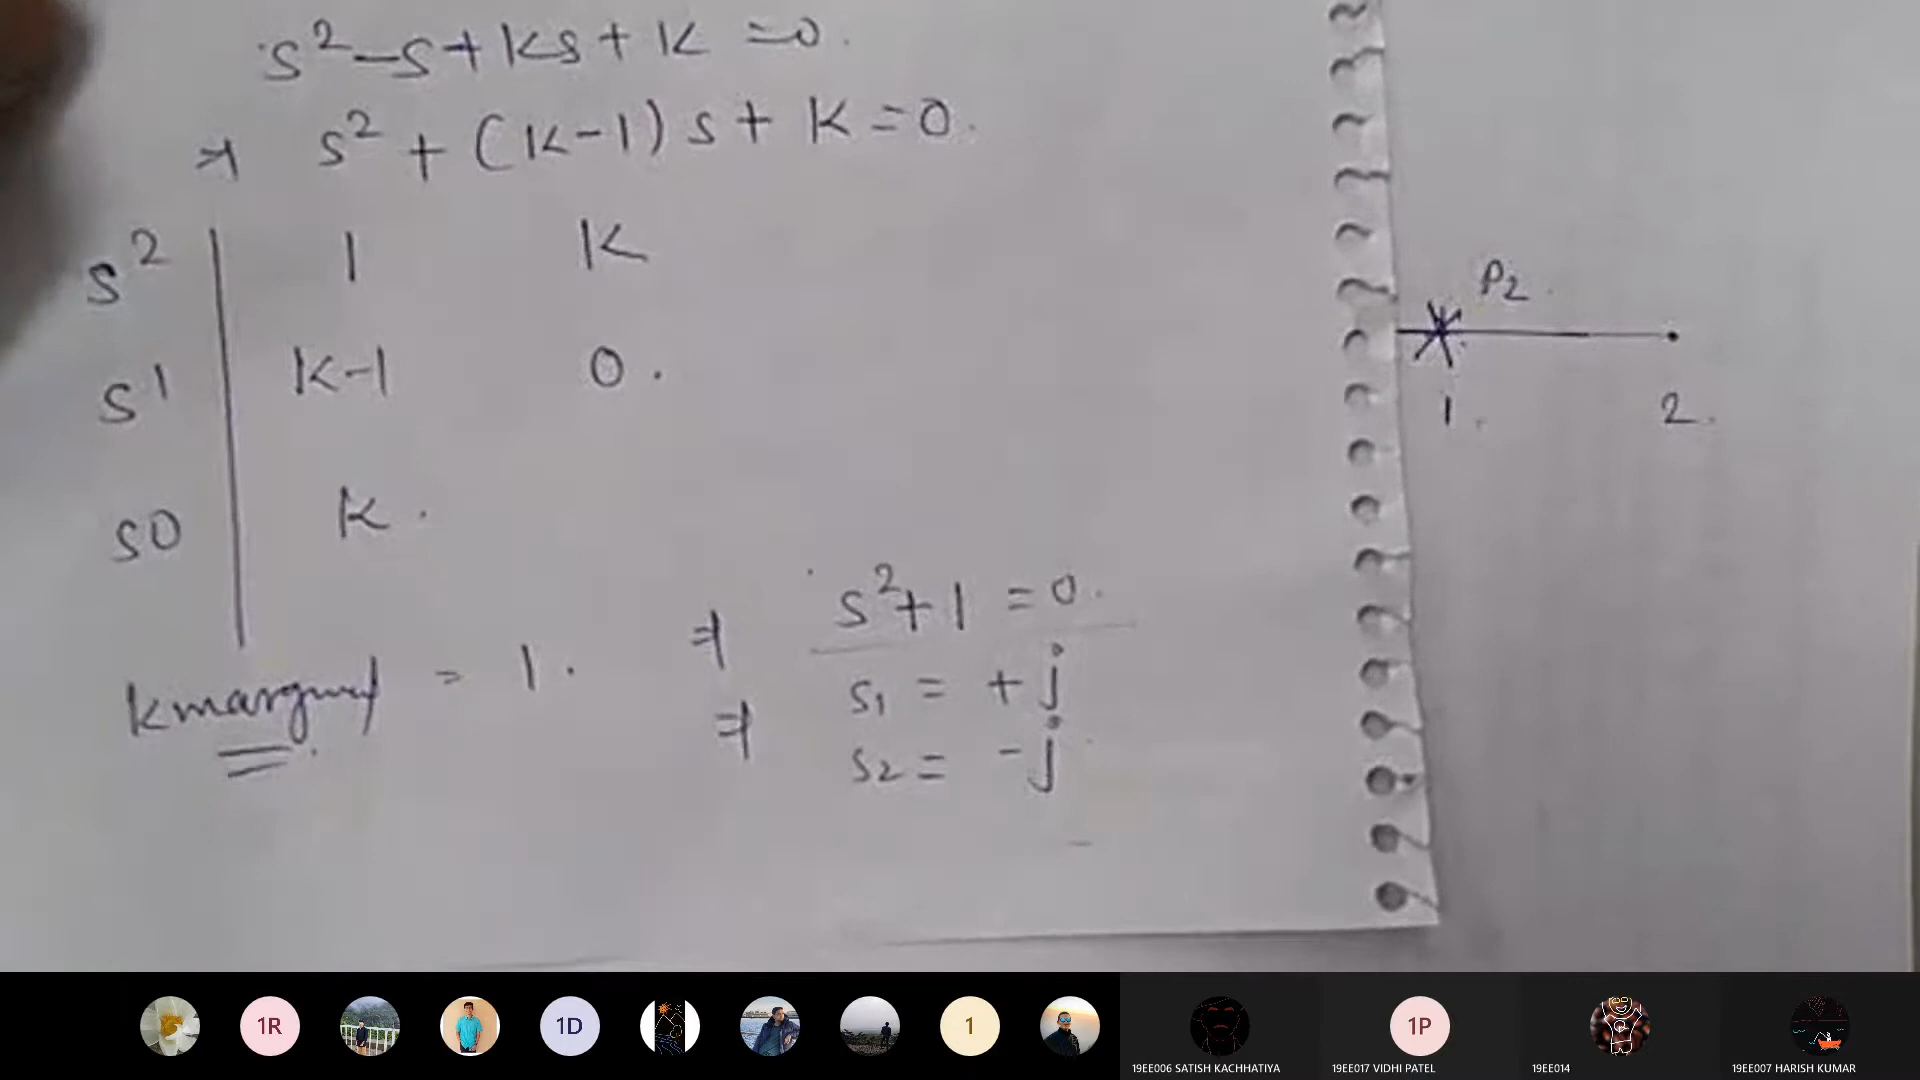 s²-s+ks+k=0.
⇒ s²+(k-1)s+k=0.
s² | 1 k
s¹ | k-1 0.
s0 | k.
kmarginal = 1. ⇒ s²+1=0.
s1 = +j
⇒ s2 = -j
P2.
1. 2.
1R 1D 1 1P
19EE006 SATISH KACHHATIYA 19EE017 VIDHI PATEL 19EE014 19EE007 HARISH KUMAR